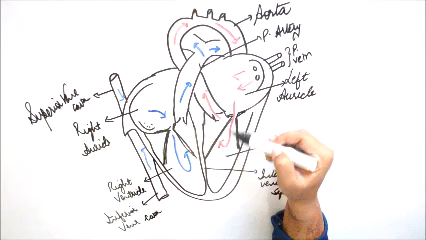 Aorta
P. Artery
P.
vein
Left
Auricle
Superior Vena
cava
Right
Auricle
Right
Ventricle
Inferior
Vena cava